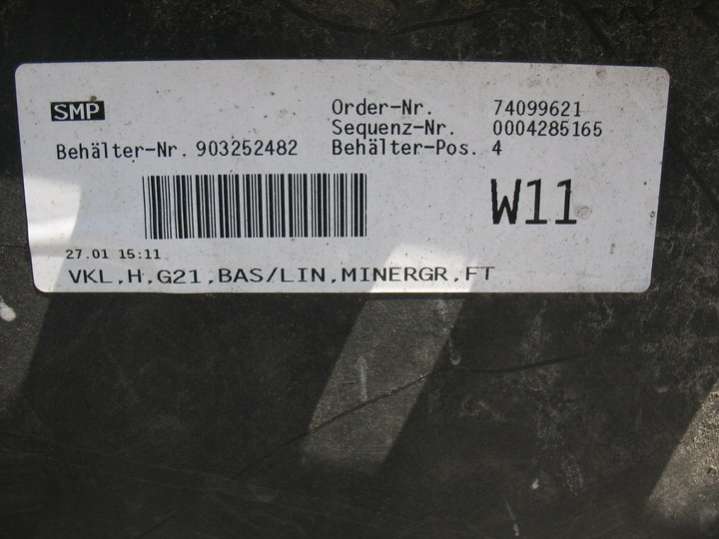 SMP
Order-Nr. 74099621
Sequenz-Nr. 0004285165
Behälter-Nr. 903252482 Behälter-Pos. 4
W11
27.01 15:11
VKL,H,G21,BAS/LIN,MINERGR,FT